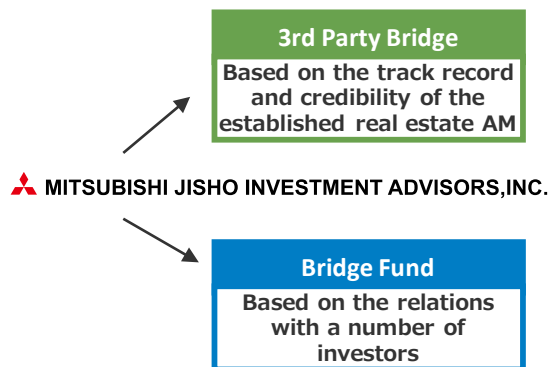 3rd Party Bridge
Based on the track record
and credibility of the
established real estate AM
MITSUBISHI JISHO INVESTMENT ADVISORS,INC.
Bridge Fund
Based on the relations
with a number of
investors